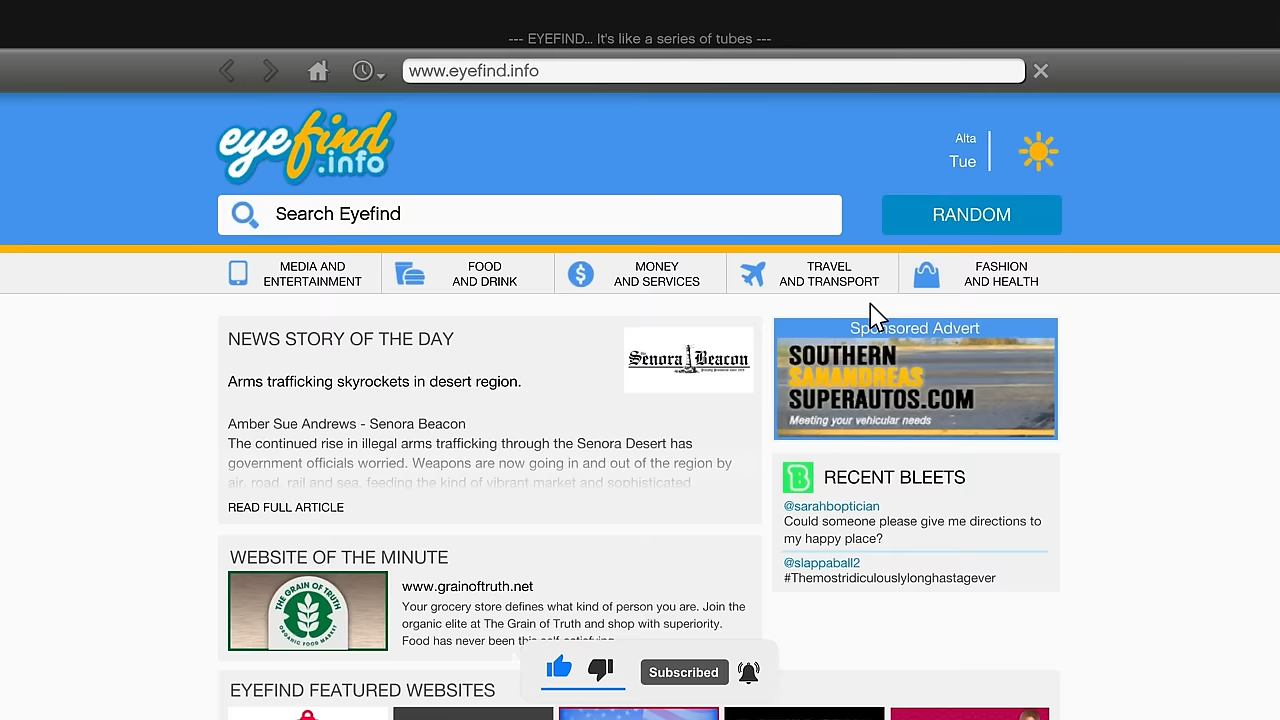 --- EYEFIND... It's like a series of tubes ---
www.eyefind.info
eyefind
.info
Alta
Tue
Search Eyefind
RANDOM
MEDIA AND
ENTERTAINMENT
FOOD
AND DRINK
MONEY
AND SERVICES
TRAVEL
AND TRANSPORT
FASHION
AND HEALTH
NEWS STORY OF THE DAY
Senora Beacon
Arms trafficking skyrockets in desert region.
Amber Sue Andrews - Senora Beacon
The continued rise in illegal arms trafficking through the Senora Desert has
government officials worried. Weapons are now going in and out of the region by
air, road, rail and sea, feeding the kind of vibrant market and sophisticated
READ FULL ARTICLE
Sponsored Advert
SOUTHERN
SANANDREAS
SUPERAUTOS.COM
Meeting your vehicular needs
RECENT BLEETS
@sarahboptician
Could someone please give me directions to
my happy place?
@slappaball2
#Themostridiculouslylonghastagever
WEBSITE OF THE MINUTE
THE GRAIN OF TRUTH
ORGANIC FOOD MARKET
www.grainoftruth.net
Your grocery store defines what kind of person you are. Join the
organic elite at The Grain of Truth and shop with superiority.
Food has never been this self-satisfying.
Subscribed
EYEFIND FEATURED WEBSITES